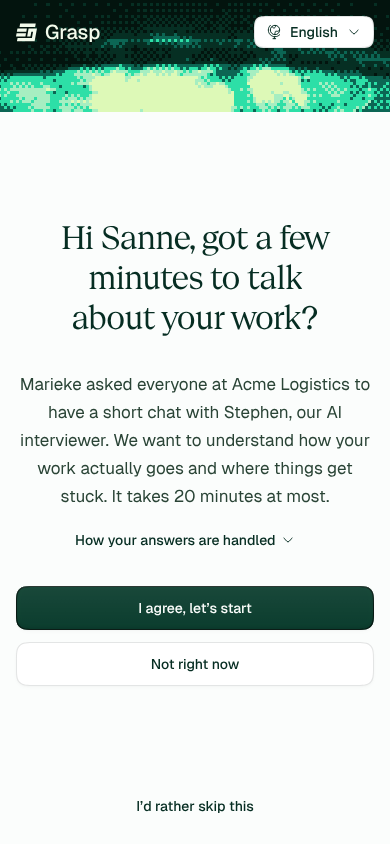 Grasp
English
Hi Sanne, got a few
minutes to talk
about your work?
Marieke asked everyone at Acme Logistics to
have a short chat with Stephen, our AI
interviewer. We want to understand how your
work actually goes and where things get
stuck. It takes 20 minutes at most.
How your answers are handled
I agree, let’s start
Not right now
I’d rather skip this